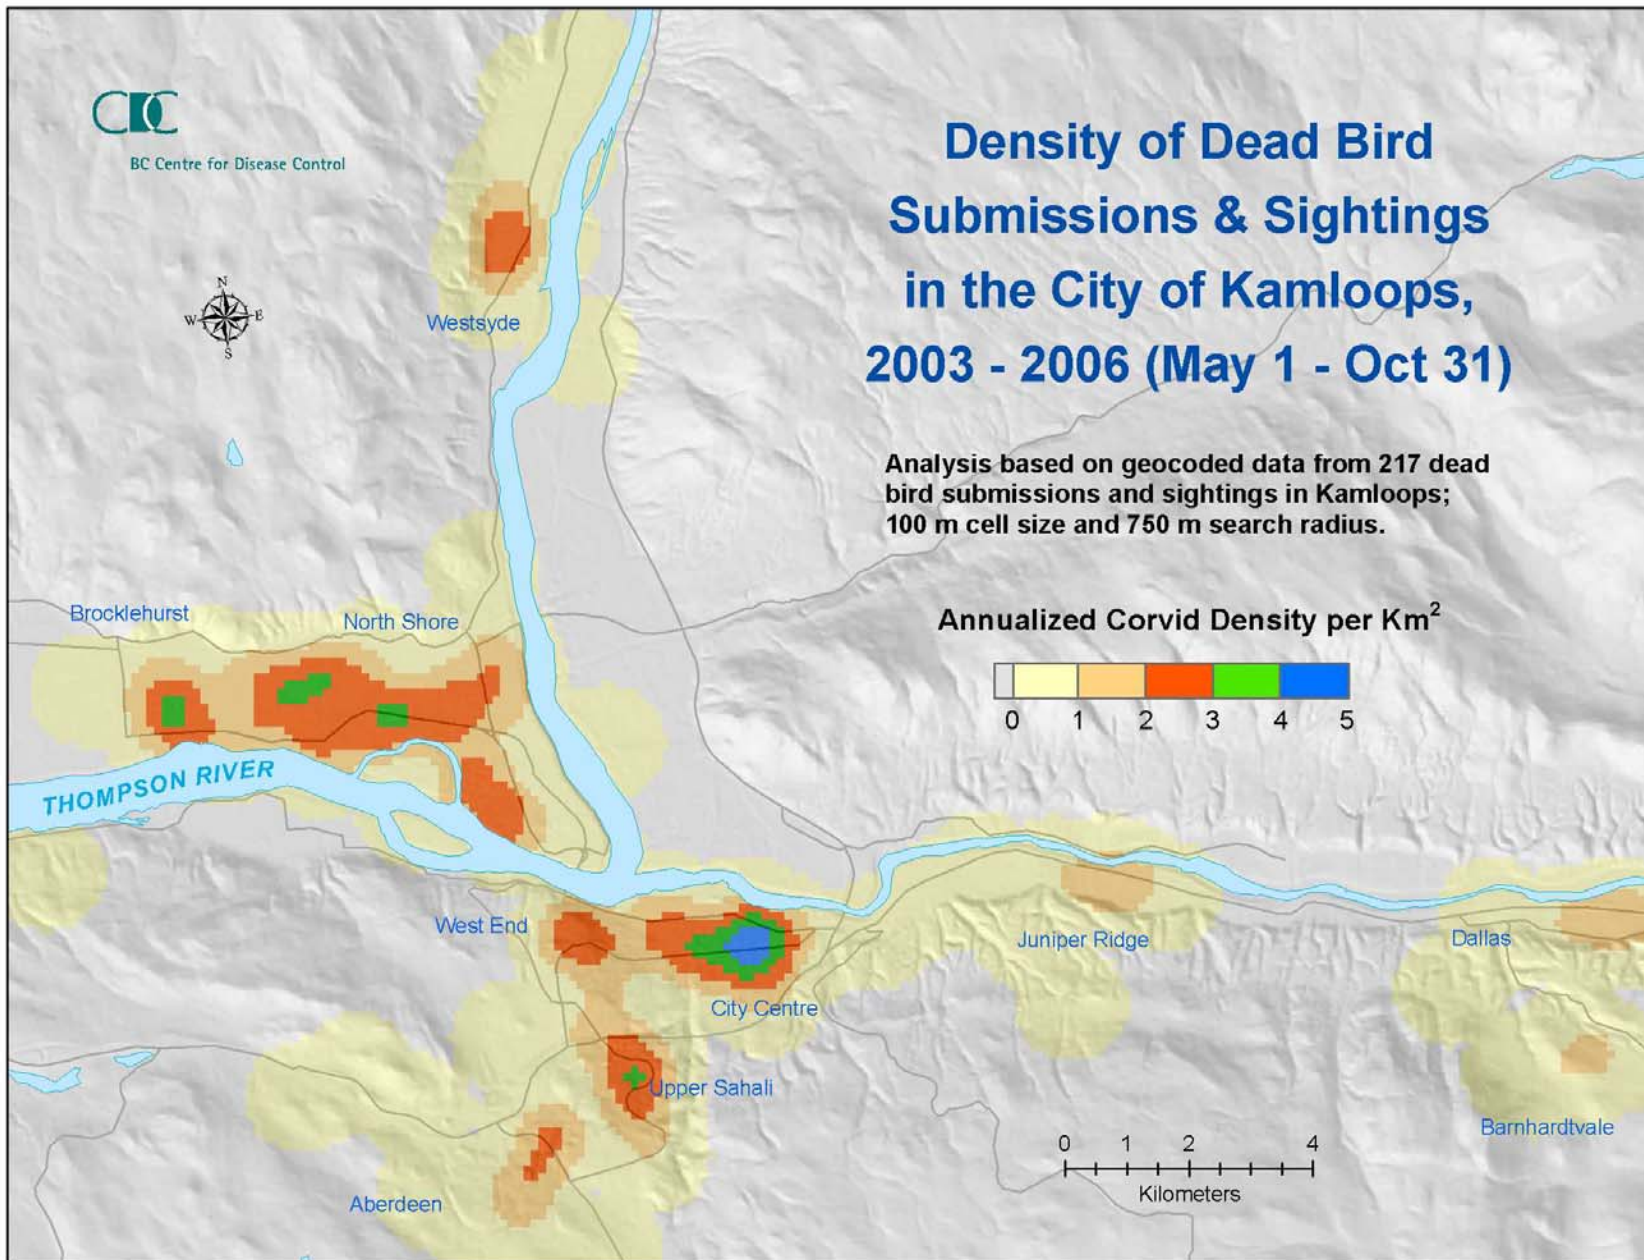 CDC
BC Centre for Disease Control
Density of Dead Bird
Submissions & Sightings
in the City of Kamloops,
2003 - 2006 (May 1 - Oct 31)
N
W E
S
Westsyde
Analysis based on geocoded data from 217 dead
bird submissions and sightings in Kamloops;
100 m cell size and 750 m search radius.
Brocklehurst
North Shore
Annualized Corvid Density per Km²
0 1 2 3 4 5
THOMPSON RIVER
West End
Juniper Ridge
Dallas
City Centre
Upper Sahali
Barnhardtvale
Aberdeen
0 1 2 4
Kilometers